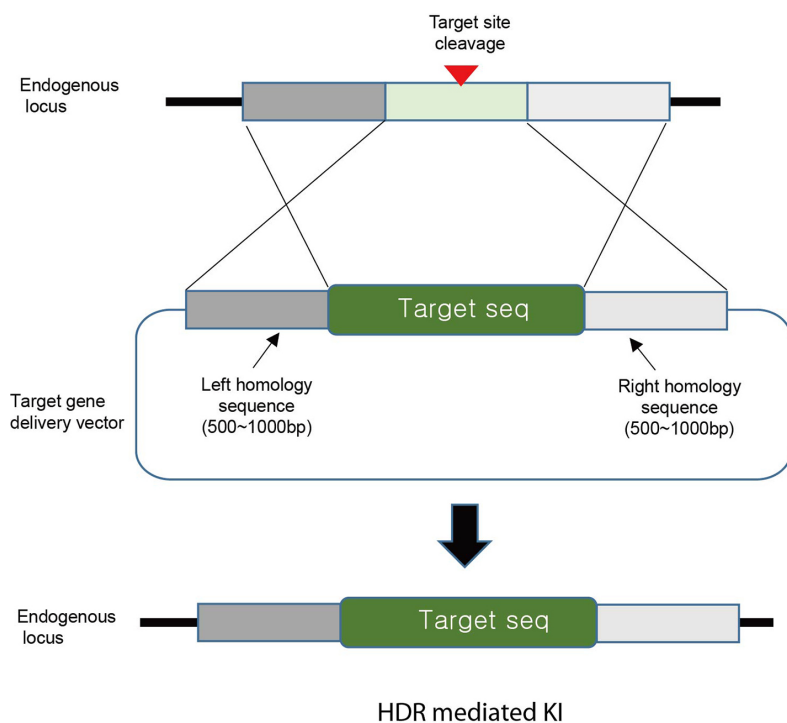 Target site
cleavage
Endogenous
locus
Target seq
Left homology
sequence
(500~1000bp)
Right homology
sequence
(500~1000bp)
Target gene
delivery vector
Endogenous
locus
Target seq
HDR mediated KI